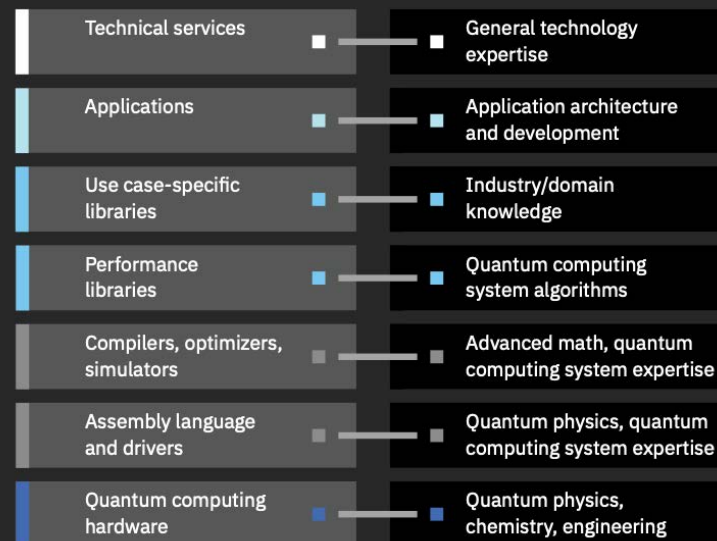 Technical services
General technology
expertise
Applications
Application architecture
and development
Use case-specific
libraries
Industry/domain
knowledge
Performance
libraries
Quantum computing
system algorithms
Compilers, optimizers,
simulators
Advanced math, quantum
computing system expertise
Assembly language
and drivers
Quantum physics, quantum
computing system expertise
Quantum computing
hardware
Quantum physics,
chemistry, engineering